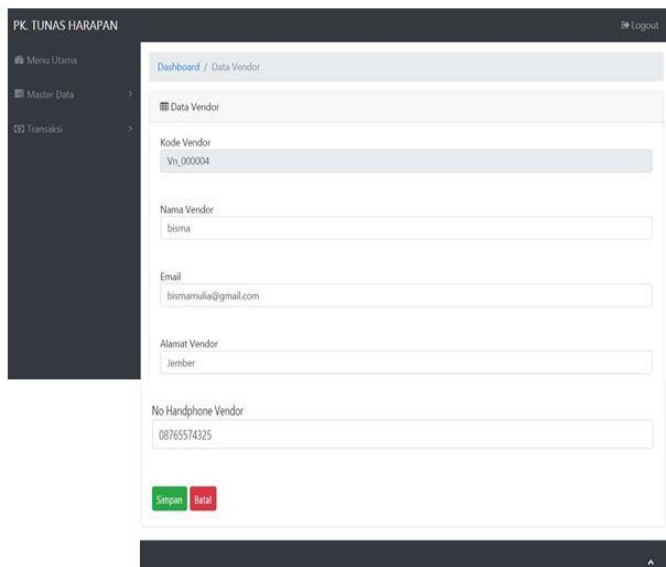 PK. TUNAS HARAPAN
Logout
Menu Utama
Master Data
Transaksi
Dashboard / Data Vendor
Data Vendor
Kode Vendor
Vn_000004
Nama Vendor
bisma
Email
bismamulia@gmail.com
Alamat Vendor
Jember
No Handphone Vendor
08765574325
Simpan Batal